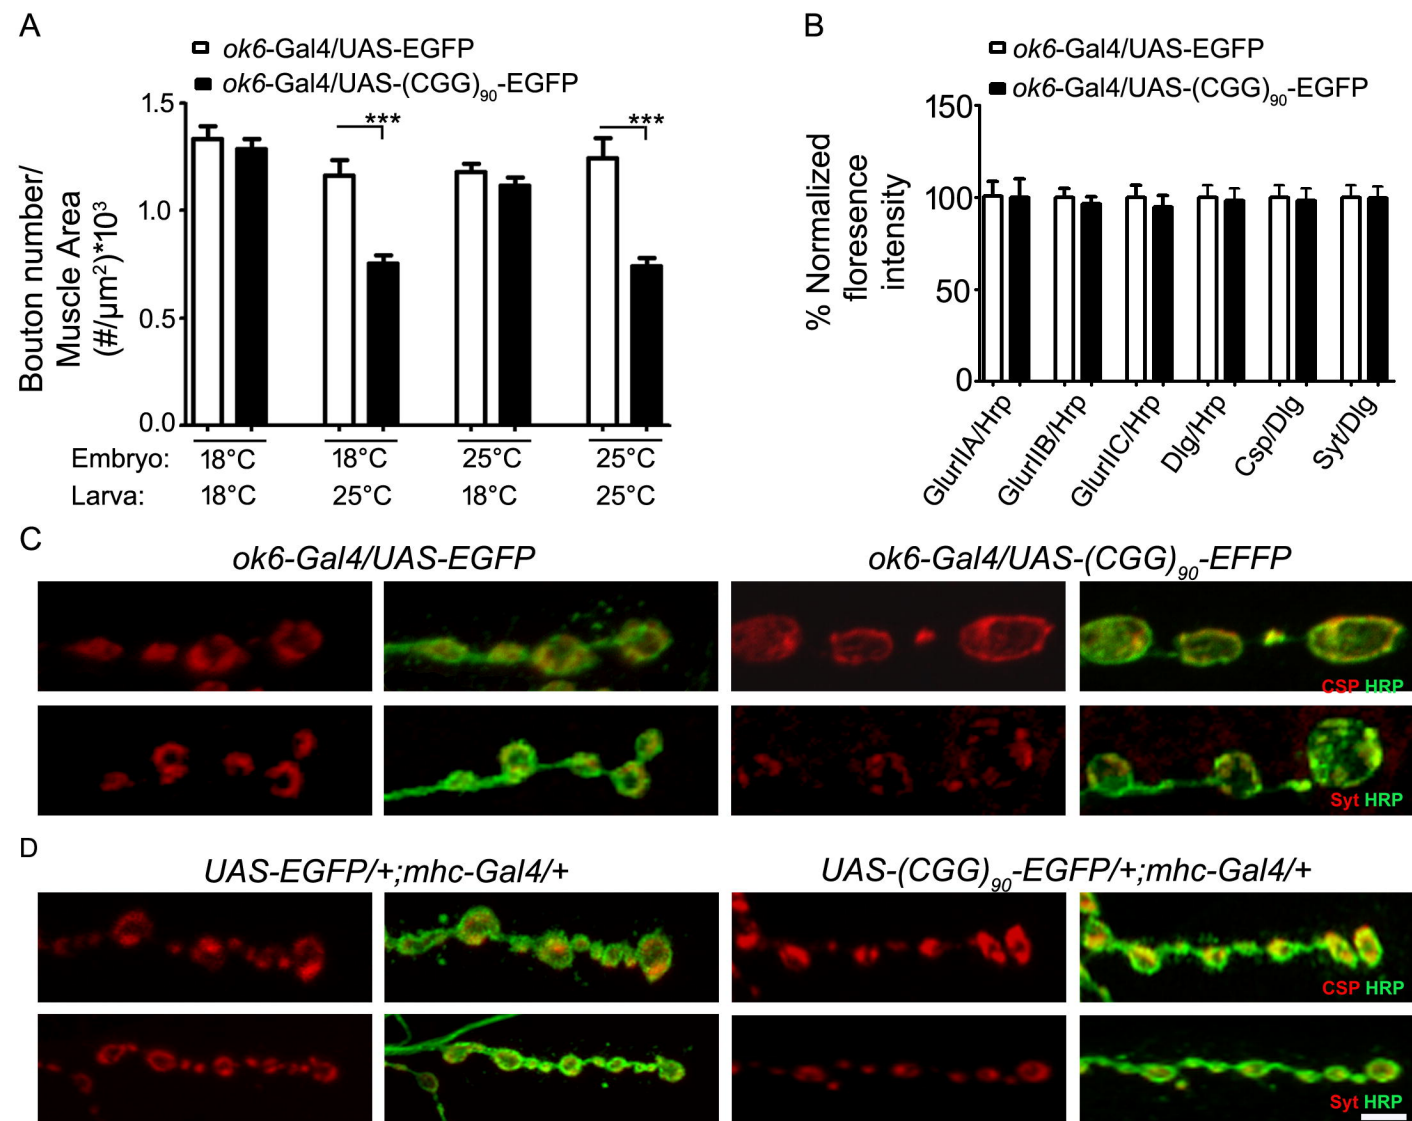 A
ok6-Gal4/UAS-EGFP
ok6-Gal4/UAS-(CGG)90-EGFP
Bouton number/
Muscle Area
(#/µm²)*10³
1.5
1.0
0.5
0.0
***
***
Embryo: 18°C 18°C 25°C 25°C
Larva: 18°C 25°C 18°C 25°C
B
ok6-Gal4/UAS-EGFP
ok6-Gal4/UAS-(CGG)90-EGFP
% Normalized
floresence
intensity
150
100
50
0
GlurIIA/Hrp
GlurIIB/Hrp
GlurIIC/Hrp
Dlg/Hrp
Csp/Dlg
Syt/Dlg
C
ok6-Gal4/UAS-EGFP
ok6-Gal4/UAS-(CGG)90-EFFP
CSP HRP
Syt HRP
D
UAS-EGFP/+;mhc-Gal4/+
UAS-(CGG)90-EGFP/+;mhc-Gal4/+
CSP HRP
Syt HRP